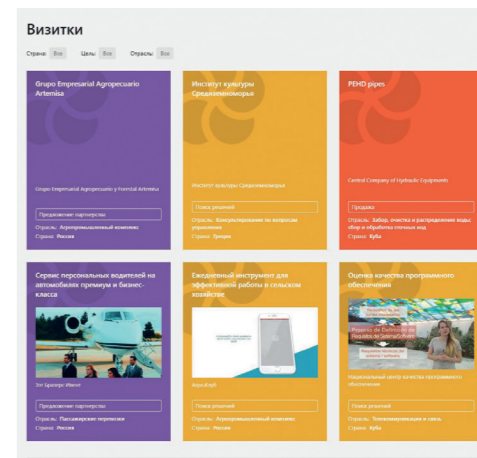 Визитки
Страна: Все Цель: Все Отрасль: Все
Grupo Empresarial Agropecuario
Artemisa
Grupo Empresarial Agropecuario y Forestal Artemisa
Предложение партнерства
Отрасль: Агропромышленный комплекс
Страна: Россия
Институт культуры
Средиземноморья
Институт культуры Средиземноморья
Поиск решений
Отрасль: Консультирование по вопросам
управления
Страна: Греция
PEHD pipes
Central Company of Hydraulic Equipments
Продажа
Отрасль: Забор, очистка и распределение воды;
сбор и обработка сточных вод
Страна: Куба
Сервис персональных водителей на
автомобилях премиум и бизнес-
класса
Предложение партнерства
Отрасль: Пассажирские перевозки
Страна: Россия
Ежедневный инструмент для
эффективной работы в сельском
хозяйстве
Поиск решений
Отрасль: Агропромышленный комплекс
Страна: Россия
Оценка качества программного
обеспечения
Национальный центр качества программного
обеспечения
Поиск решений
Отрасль: Телекоммуникации и связь
Страна: Куба